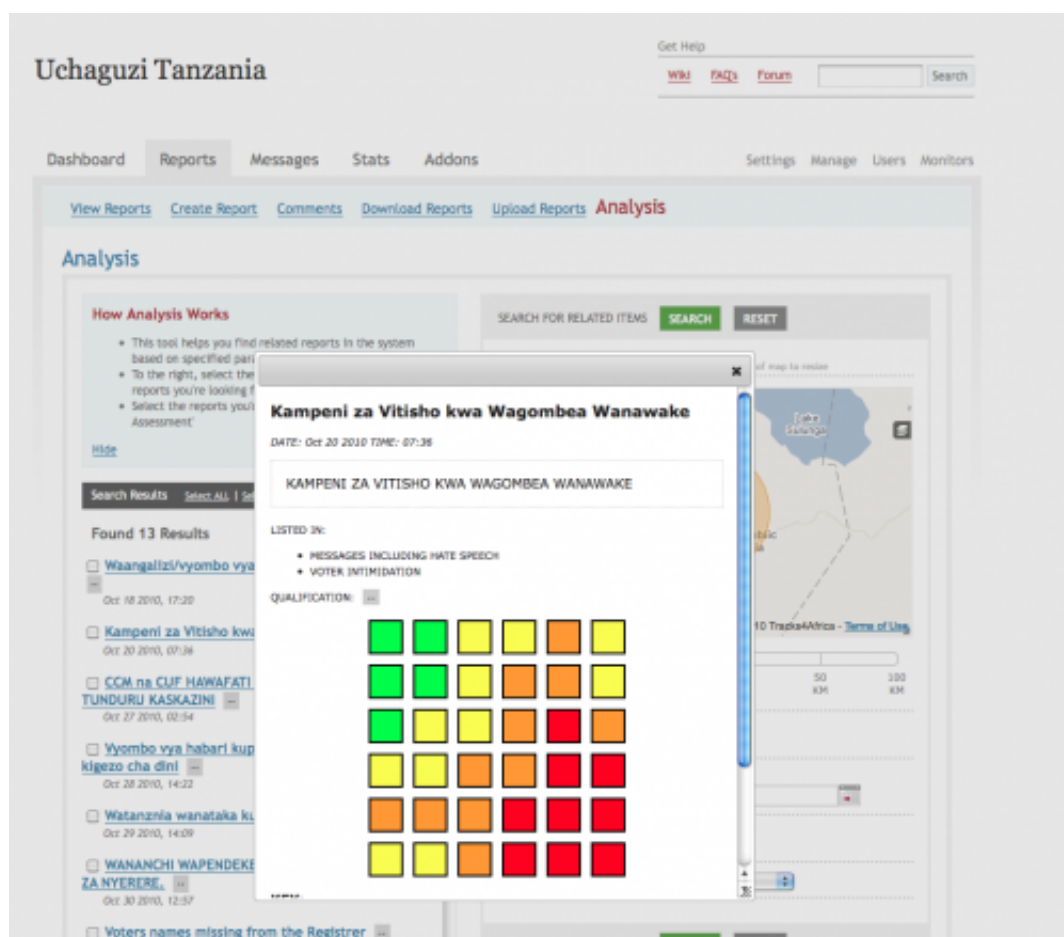 Get Help
Uchaguzi Tanzania
Wiki FAQ's Forum Search
Dashboard Reports Messages Stats Addons
Settings Manage Users Monitors
View Reports Create Report Comments Download Reports Upload Reports Analysis
Analysis
How Analysis Works
This tool helps you find related reports in the system
based on specified
To the right, select the
reports you're looking
Select the reports
Assessment'
Hide
SEARCH FOR RELATED ITEMS SEARCH RESET
of map to resize
Lake
Terms of Use
50 100
KM KM
Search Results Select ALL |
Found 13 Results
Waangalizi/vyombo
Oct 18 2010, 17:20
Kampeni za Vitisho
Oct 20 2010, 07:36
CCM na CUF HAWAFATI
TUNDURU KASKAZINI
Oct 27 2010, 02:54
Vyombo vya habari
kigezo cha dini
Oct 28 2010, 14:22
Watanznia wanataka
Oct 29 2010, 14:09
WANANCHI
ZA NYERERE.
Oct 30 2010, 12:57
Voters names missing from the Registrer
Kampeni za Vitisho kwa Wagombea Wanawake
DATE: Oct 20 2010 TIME: 07:36
KAMPENI ZA VITISHO KWA WAGOMBEA WANAWAKE
LISTED IN:
MESSAGES INCLUDING HATE SPEECH
VOTER INTIMIDATION
QUALIFICATION: